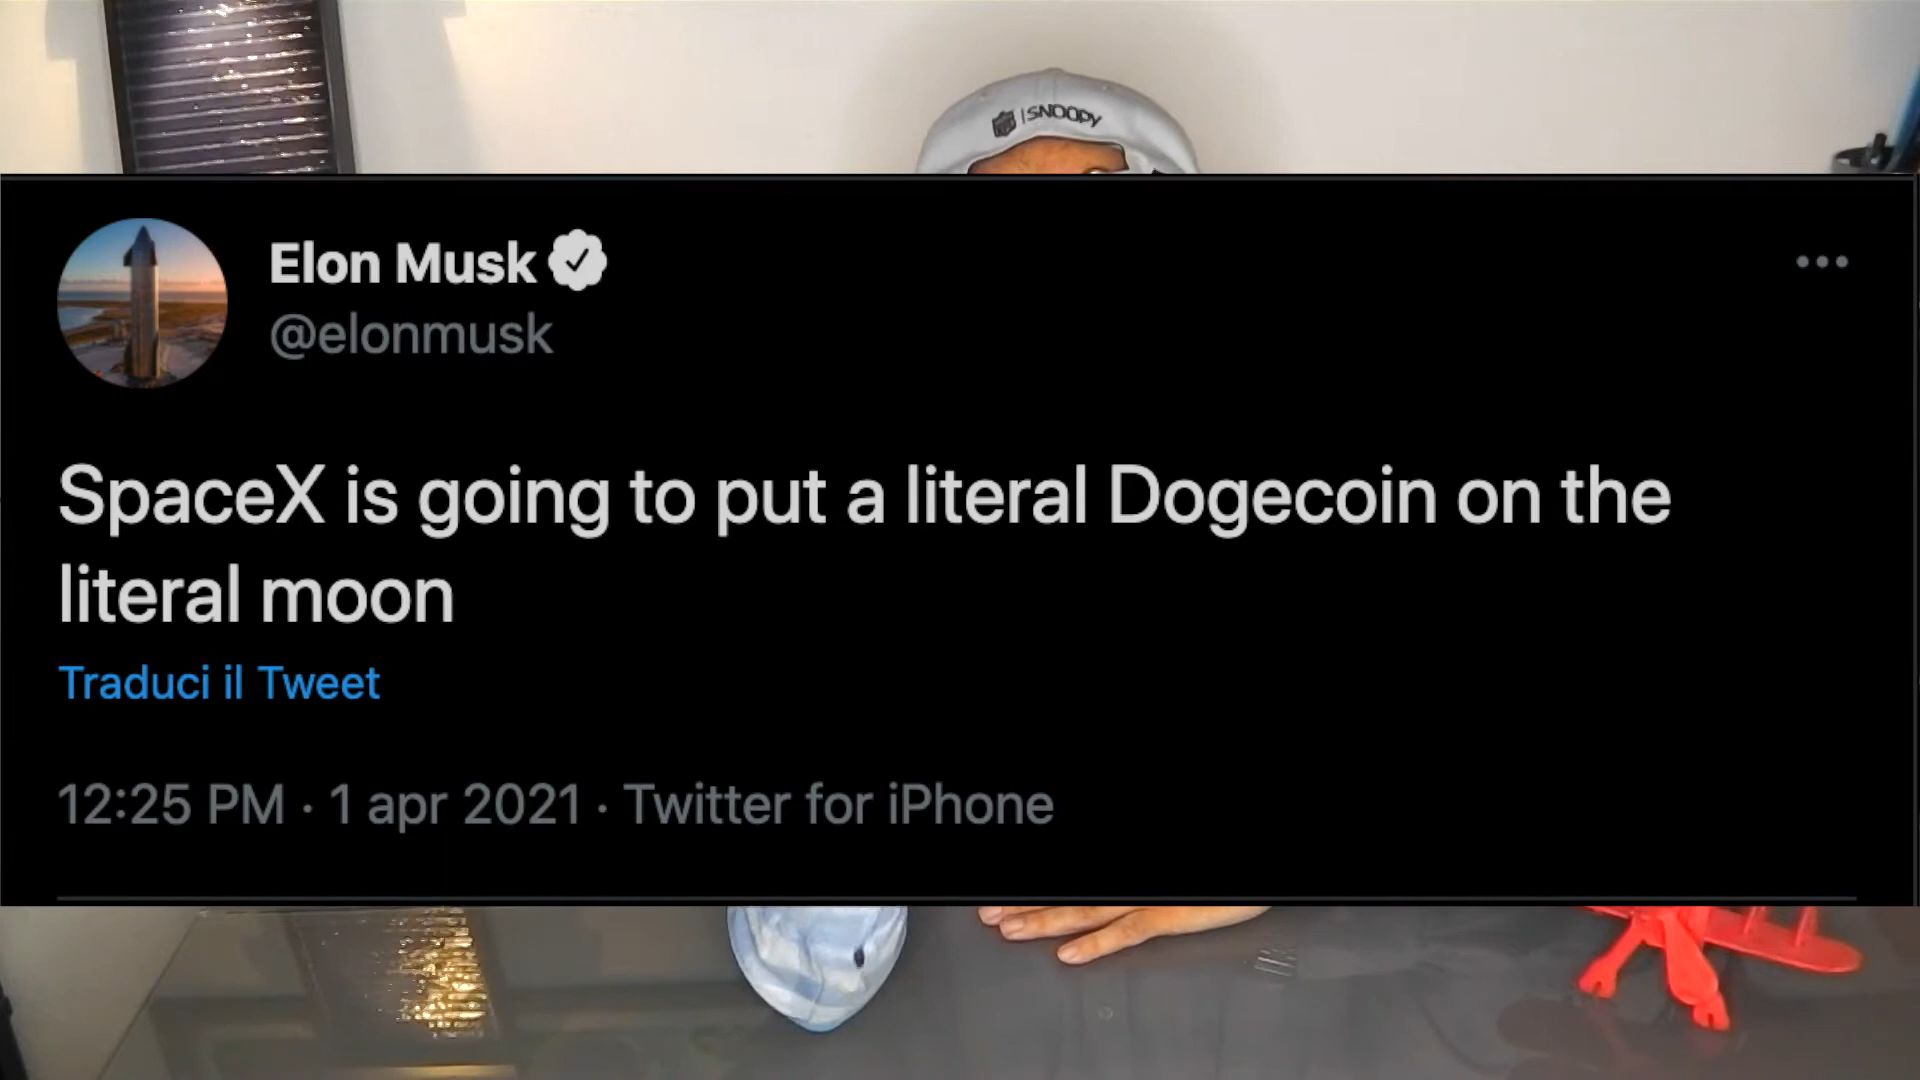 NFL | SNOOPY
Elon Musk
@elonmusk
SpaceX is going to put a literal Dogecoin on the
literal moon
Traduci il Tweet
12:25 PM · 1 apr 2021 · Twitter for iPhone